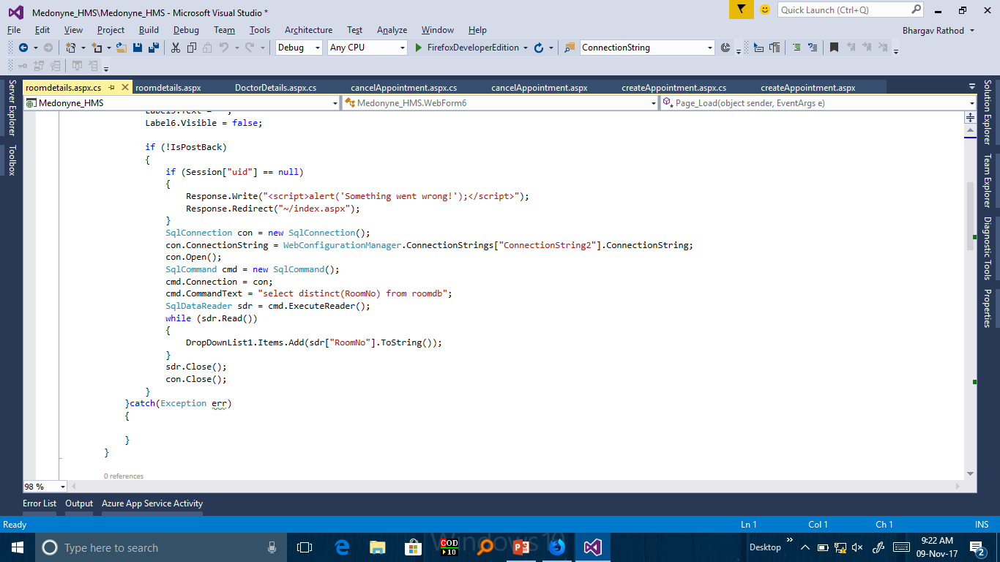 Medonyne_HMS\Medonyne_HMS - Microsoft Visual Studio *
Quick Launch (Ctrl+Q)
File Edit View Project Build Debug Team Tools Architecture Test Analyze Window Help
Bhargav Rathod
Debug Any CPU FirefoxDeveloperEdition ConnectionString
roomdetails.aspx.cs roomdetails.aspx DoctorDetails.aspx.cs cancelAppointment.aspx.cs cancelAppointment.aspx createAppointment.aspx.cs createAppointment.aspx
Server Explorer
Toolbox
Medonyne_HMS Medonyne_HMS.WebForm6 Page_Load(object sender, EventArgs e)
Label6.Visible = false;
if (!IsPostBack)
{
if (Session["uid"] == null)
{
Response.Write("<script>alert('Something went wrong!');</script>");
Response.Redirect("~/index.aspx");
}
SqlConnection con = new SqlConnection();
con.ConnectionString = WebConfigurationManager.ConnectionStrings["ConnectionString2"].ConnectionString;
con.Open();
SqlCommand cmd = new SqlCommand();
cmd.Connection = con;
cmd.CommandText = "select distinct(RoomNo) from roomdb";
SqlDataReader sdr = cmd.ExecuteReader();
while (sdr.Read())
{
DropDownList1.Items.Add(sdr["RoomNo"].ToString());
}
sdr.Close();
con.Close();
}
}catch(Exception err)
{
}
}
0 references
98 %
Solution Explorer
Team Explorer
Diagnostic Tools
Properties
Error List Output Azure App Service Activity
Ready Ln 1 Col 1 Ch 1 INS
Type here to search
COD
▶10
Windows 10
Desktop
9:22 AM
09-Nov-17
2